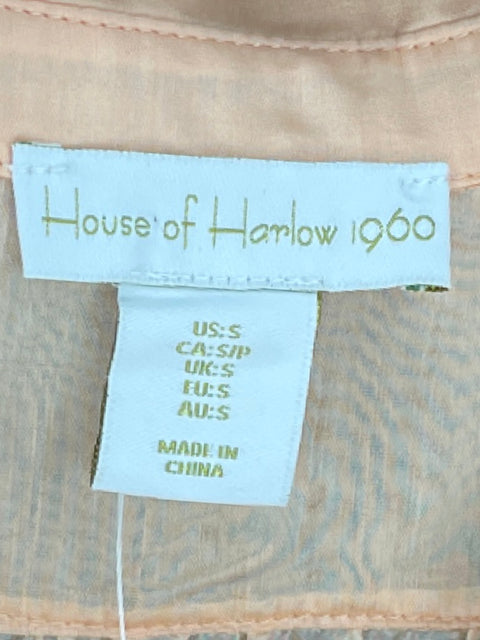 House of Harlow 1960
US: S
CA: S/P
UK: S
EU: S
AU: S
MADE IN
CHINA